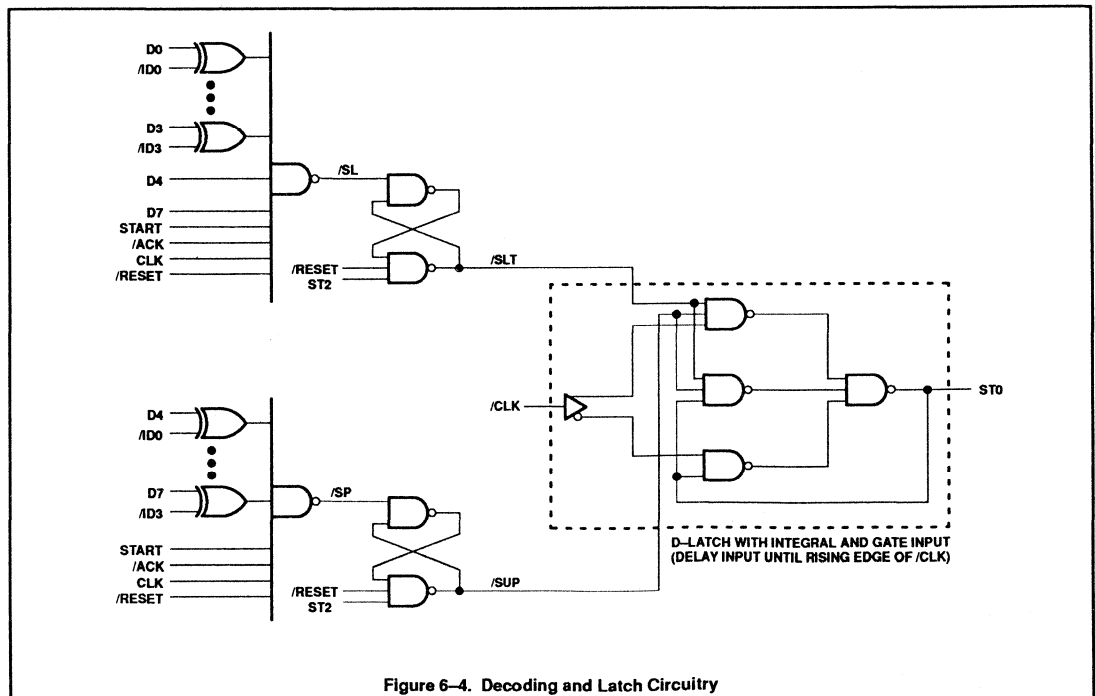 D0
/ID0
D3
/ID3
D4
/SL
D7
START
/ACK
CLK
/RESET
/RESET
ST2
/SLT
/CLK
ST0
D4
/ID0
D7
/ID3
/SP
START
/ACK
CLK
/RESET
/RESET
ST2
/SUP
D–LATCH WITH INTEGRAL AND GATE INPUT
(DELAY INPUT UNTIL RISING EDGE OF /CLK)
Figure 6–4. Decoding and Latch Circuitry